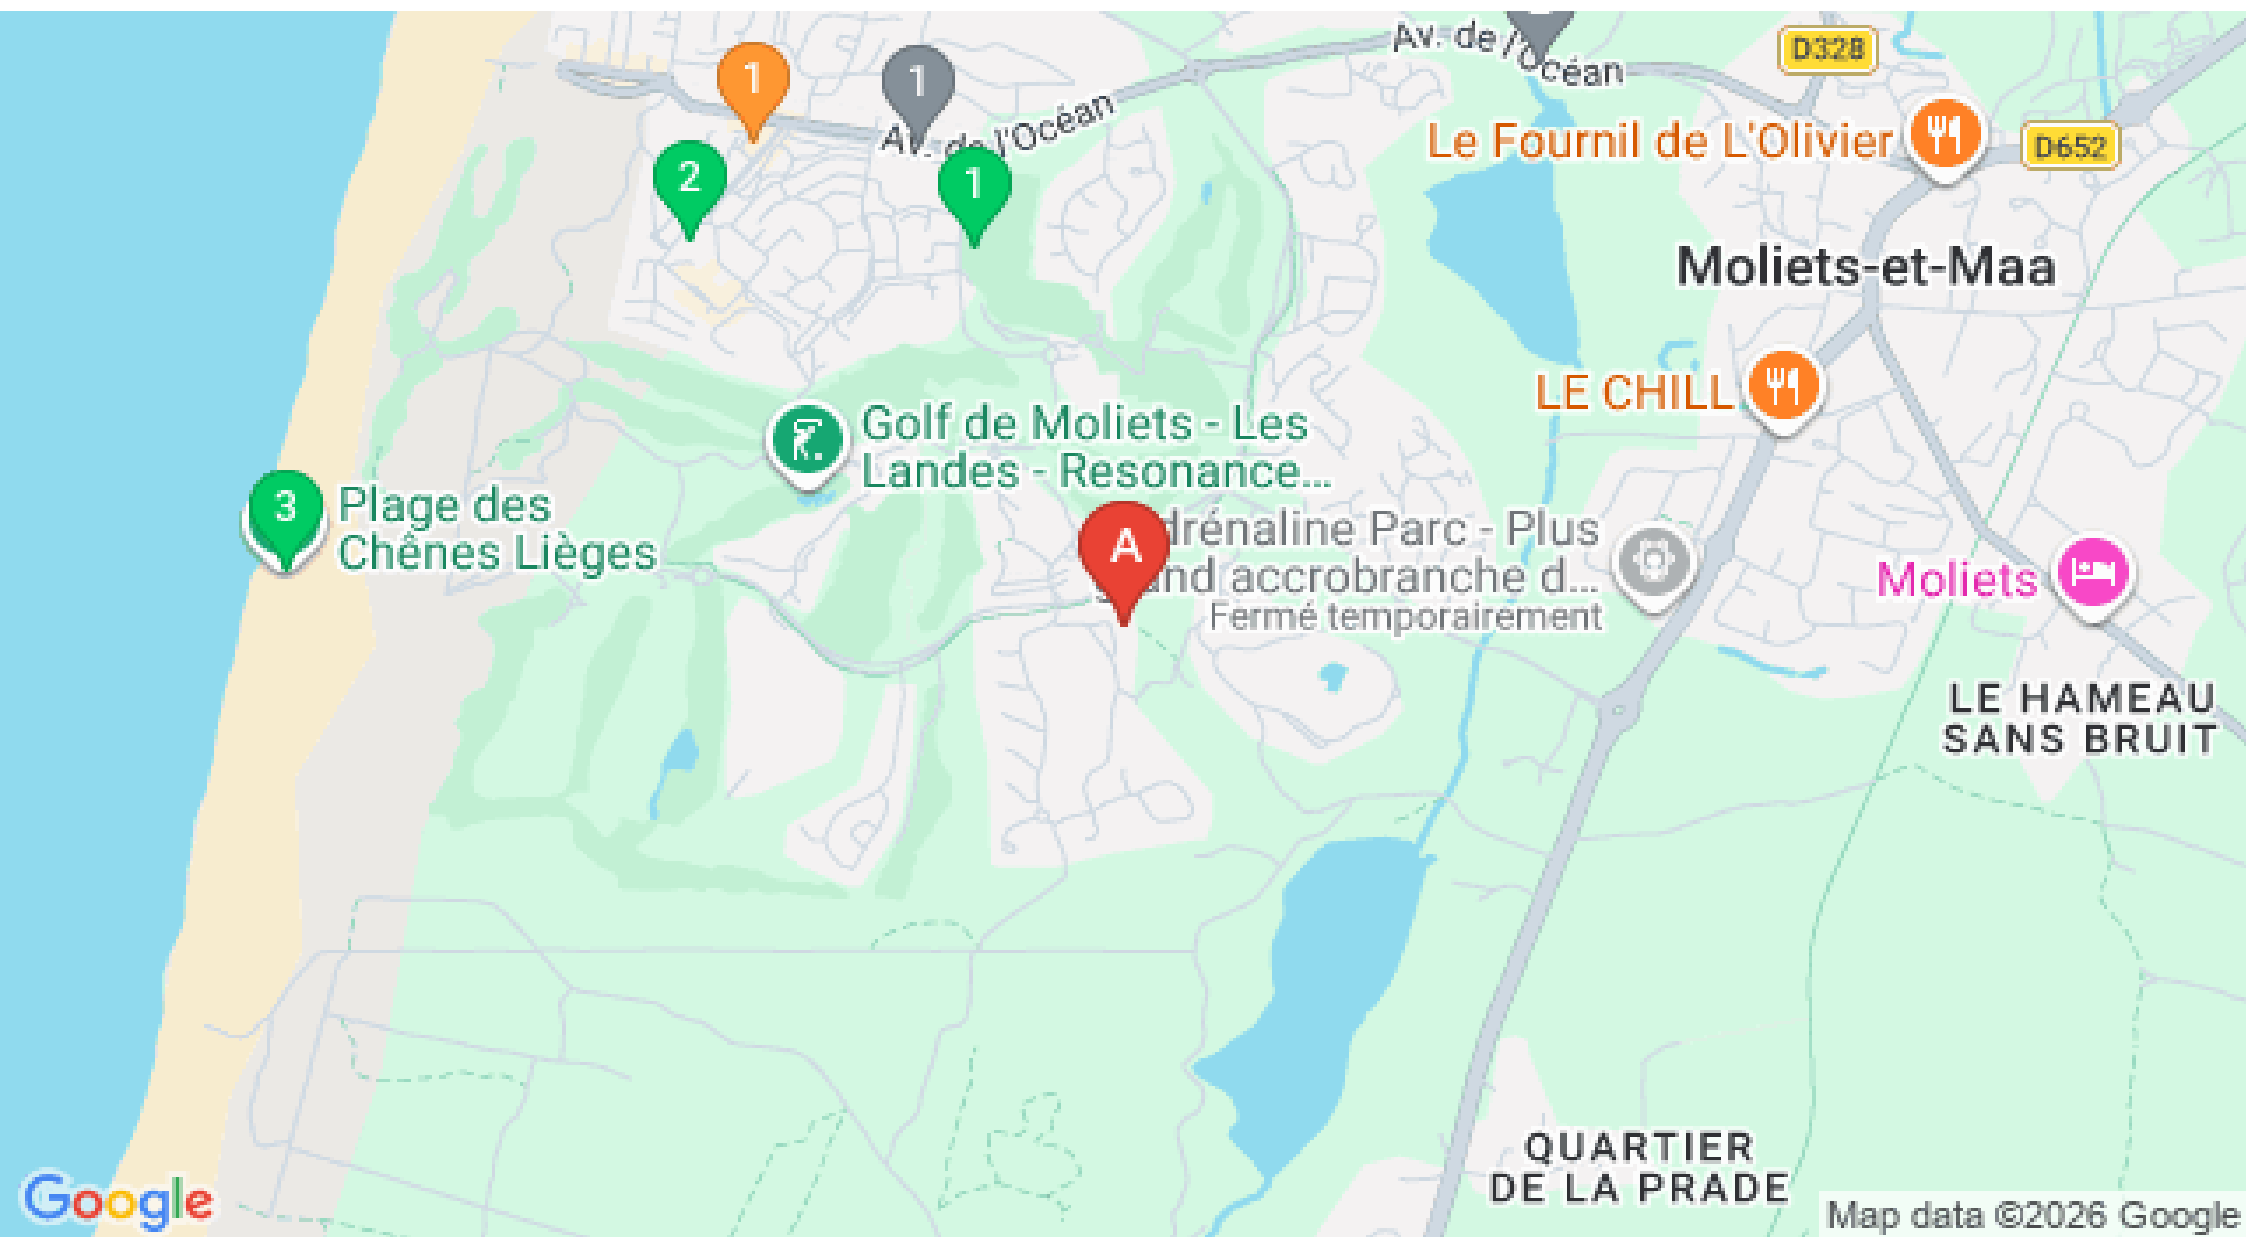 Av. de l'Océan
D328
1
1
Av. de l'Océan
Le Fournil de L'Olivier
D652
2
1
Moliets-et-Maa
LE CHILL
Golf de Moliets - Les
Landes - Resonance...
3
Plage des
Chênes Lièges
A
drénaline Parc - Plus
and accrobranche d...
Fermé temporairement
Moliets
LE HAMEAU
SANS BRUIT
QUARTIER
DE LA PRADE
Google
Map data ©2026 Google